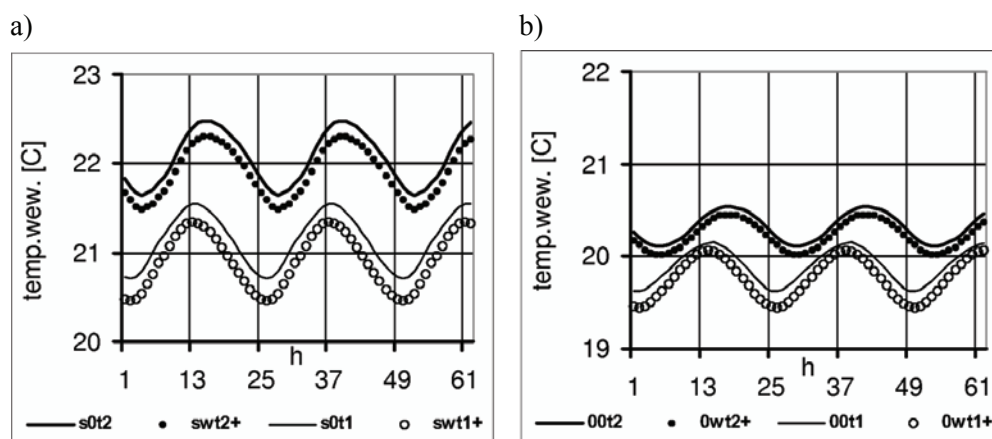 a)
b)
23
22
21
20
temp.wew. [C]
h
1 13 25 37 49 61
s0t2 swt2+ s0t1 swt1+
22
21
20
19
temp.wew. [C]
h
1 13 25 37 49 61
00t2 0wt2+ 00t1 0wt1+